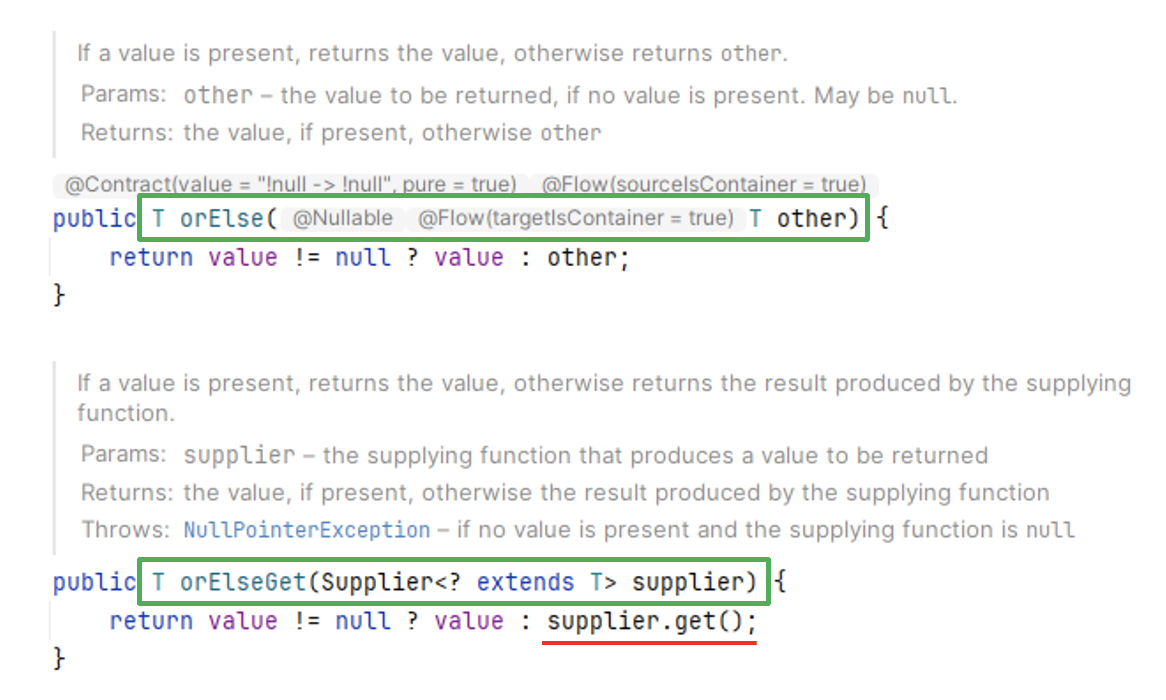 If a value is present, returns the value, otherwise returns other.
Params: other – the value to be returned, if no value is present. May be null.
Returns: the value, if present, otherwise other
@Contract(value = "!null -> !null", pure = true) @Flow(sourceIsContainer = true)
public T orElse( @Nullable @Flow(targetIsContainer = true) T other) {
return value != null ? value : other;
}
If a value is present, returns the value, otherwise returns the result produced by the supplying
function.
Params: supplier – the supplying function that produces a value to be returned
Returns: the value, if present, otherwise the result produced by the supplying function
Throws: NullPointerException – if no value is present and the supplying function is null
public T orElseGet(Supplier<? extends T> supplier) {
return value != null ? value : supplier.get();
}